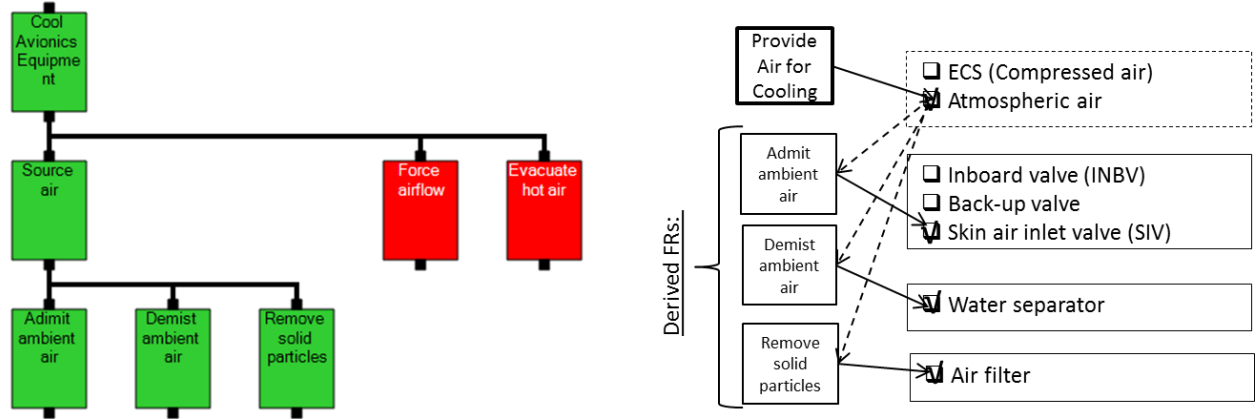 Cool
Avionics
Equipme
nt
Source
air
Force
airflow
Evacuate
hot air
Adimit
ambient
air
Demist
ambient
air
Remove
solid
particles
Provide
Air for
Cooling
ECS (Compressed air)
Atmospheric air
Derived FRs:
Admit
ambient
air
Inboard valve (INBV)
Back-up valve
Skin air inlet valve (SIV)
Demist
ambient
air
Water separator
Remove
solid
particles
Air filter